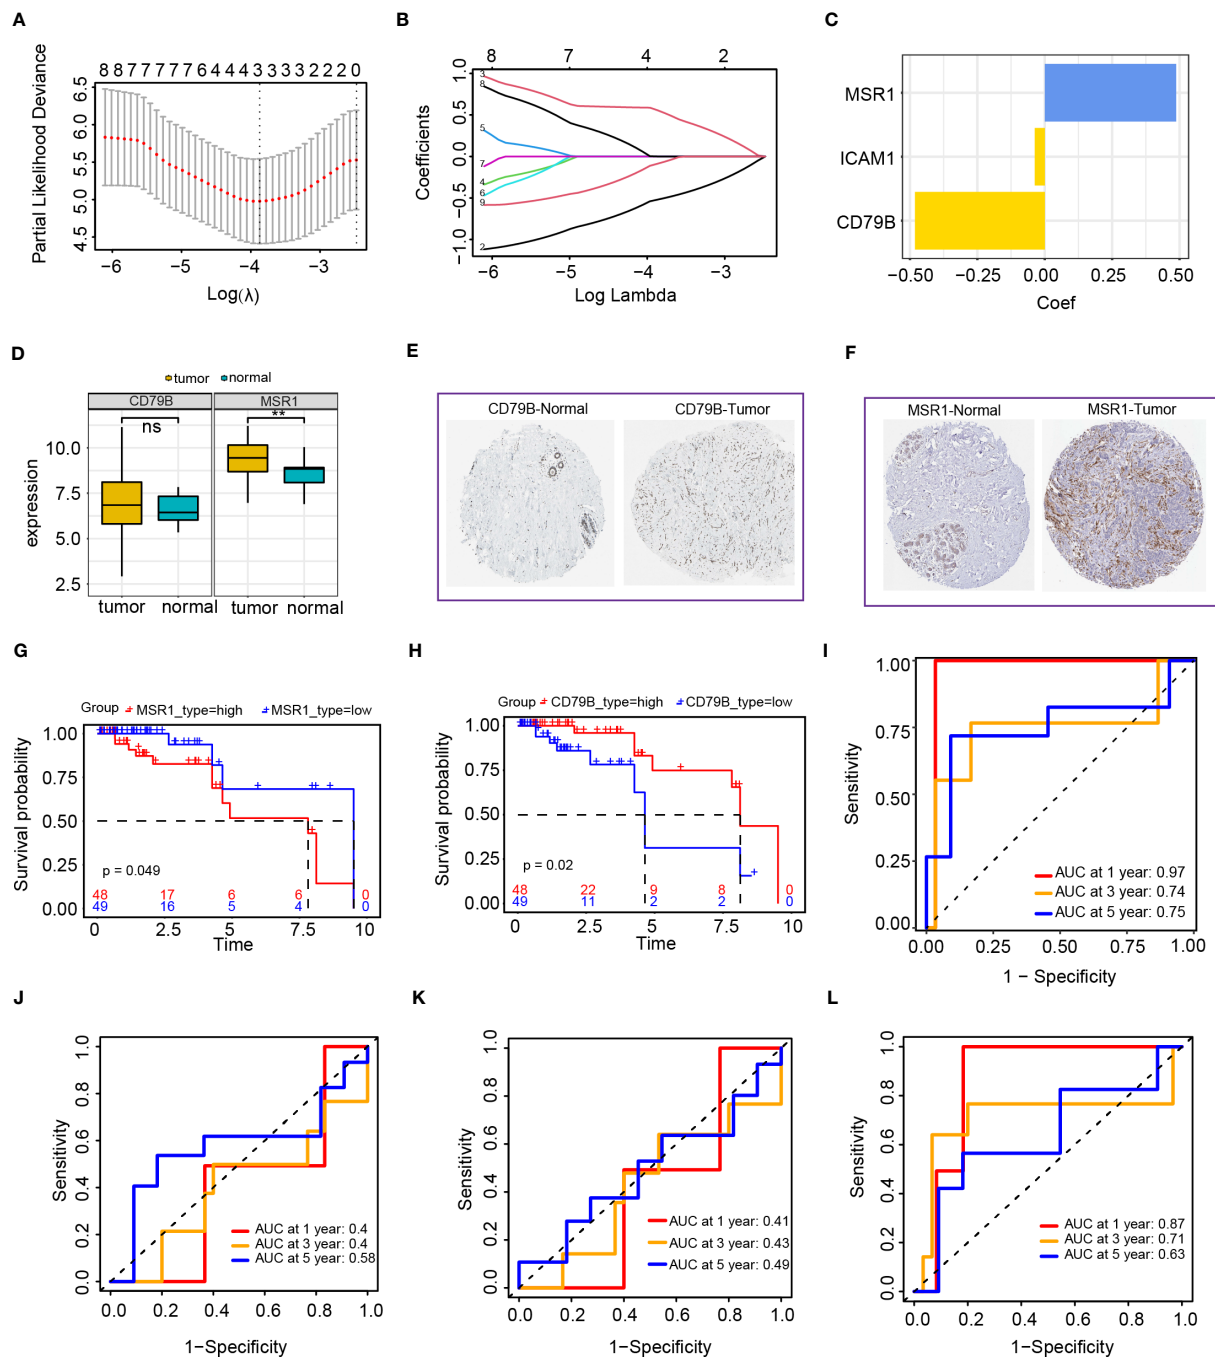 A
8 8 7 7 7 7 7 6 4 4 4 3 3 3 3 2 2 2 0
Partial Likelihood Deviance
6.5
6.0
5.5
5.0
4.5
−6 −5 −4 −3
Log(λ)
B
8 7 4 2
Coefficients
1.0
0.5
0.0
−0.5
−1.0
3
8
5
7
4
6
9
2
−6 −5 −4 −3
Log Lambda
C
MSR1
ICAM1
CD79B
−0.50 −0.25 0.00 0.25 0.50
Coef
D
tumor normal
CD79B MSR1
ns **
expression
10.0
7.5
5.0
2.5
tumor normal tumor normal
E
CD79B-Normal CD79B-Tumor
F
MSR1-Normal MSR1-Tumor
G
Group MSR1_type=high MSR1_type=low
Survival probability
1.00
0.75
0.50
0.25
0.00
p = 0.049
48 17 6 6 0
49 16 5 4 0
0 2.5 5 7.5 10
Time
H
Group CD79B_type=high CD79B_type=low
Survival probability
1.00
0.75
0.50
0.25
0.00
p = 0.02
48 22 9 8 0
49 11 2 2 0
0 2.5 5 7.5 10
Time
I
Sensitivity
1.00
0.75
0.50
0.25
0.00
AUC at 1 year: 0.97
AUC at 3 year: 0.74
AUC at 5 year: 0.75
0.00 0.25 0.50 0.75 1.00
1 − Specificity
J
Sensitivity
1.0
0.8
0.6
0.4
0.2
0.0
AUC at 1 year: 0.4
AUC at 3 year: 0.4
AUC at 5 year: 0.58
0.0 0.2 0.4 0.6 0.8 1.0
1−Specificity
K
Sensitivity
1.0
0.8
0.6
0.4
0.2
0.0
AUC at 1 year: 0.41
AUC at 3 year: 0.43
AUC at 5 year: 0.49
0.0 0.2 0.4 0.6 0.8 1.0
1−Specificity
L
Sensitivity
1.0
0.8
0.6
0.4
0.2
0.0
AUC at 1 year: 0.87
AUC at 3 year: 0.71
AUC at 5 year: 0.63
0.0 0.2 0.4 0.6 0.8 1.0
1−Specificity